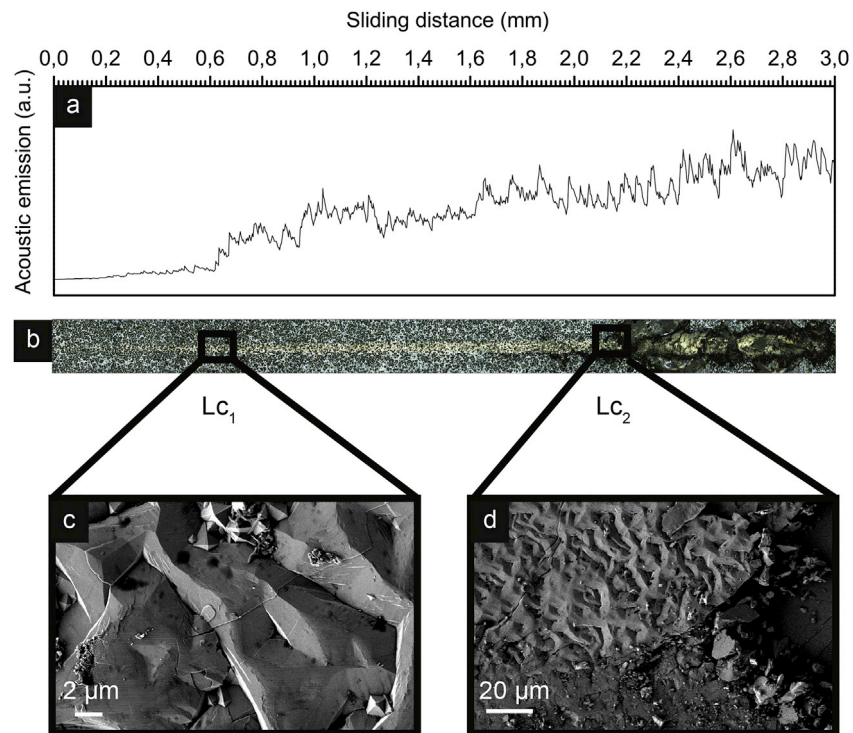 Sliding distance (mm)
0,0 0,2 0,4 0,6 0,8 1,0 1,2 1,4 1,6 1,8 2,0 2,2 2,4 2,6 2,8 3,0
Acoustic emission (a.u.)
a
b
Lc₁ Lc₂
c d
2 µm 20 µm